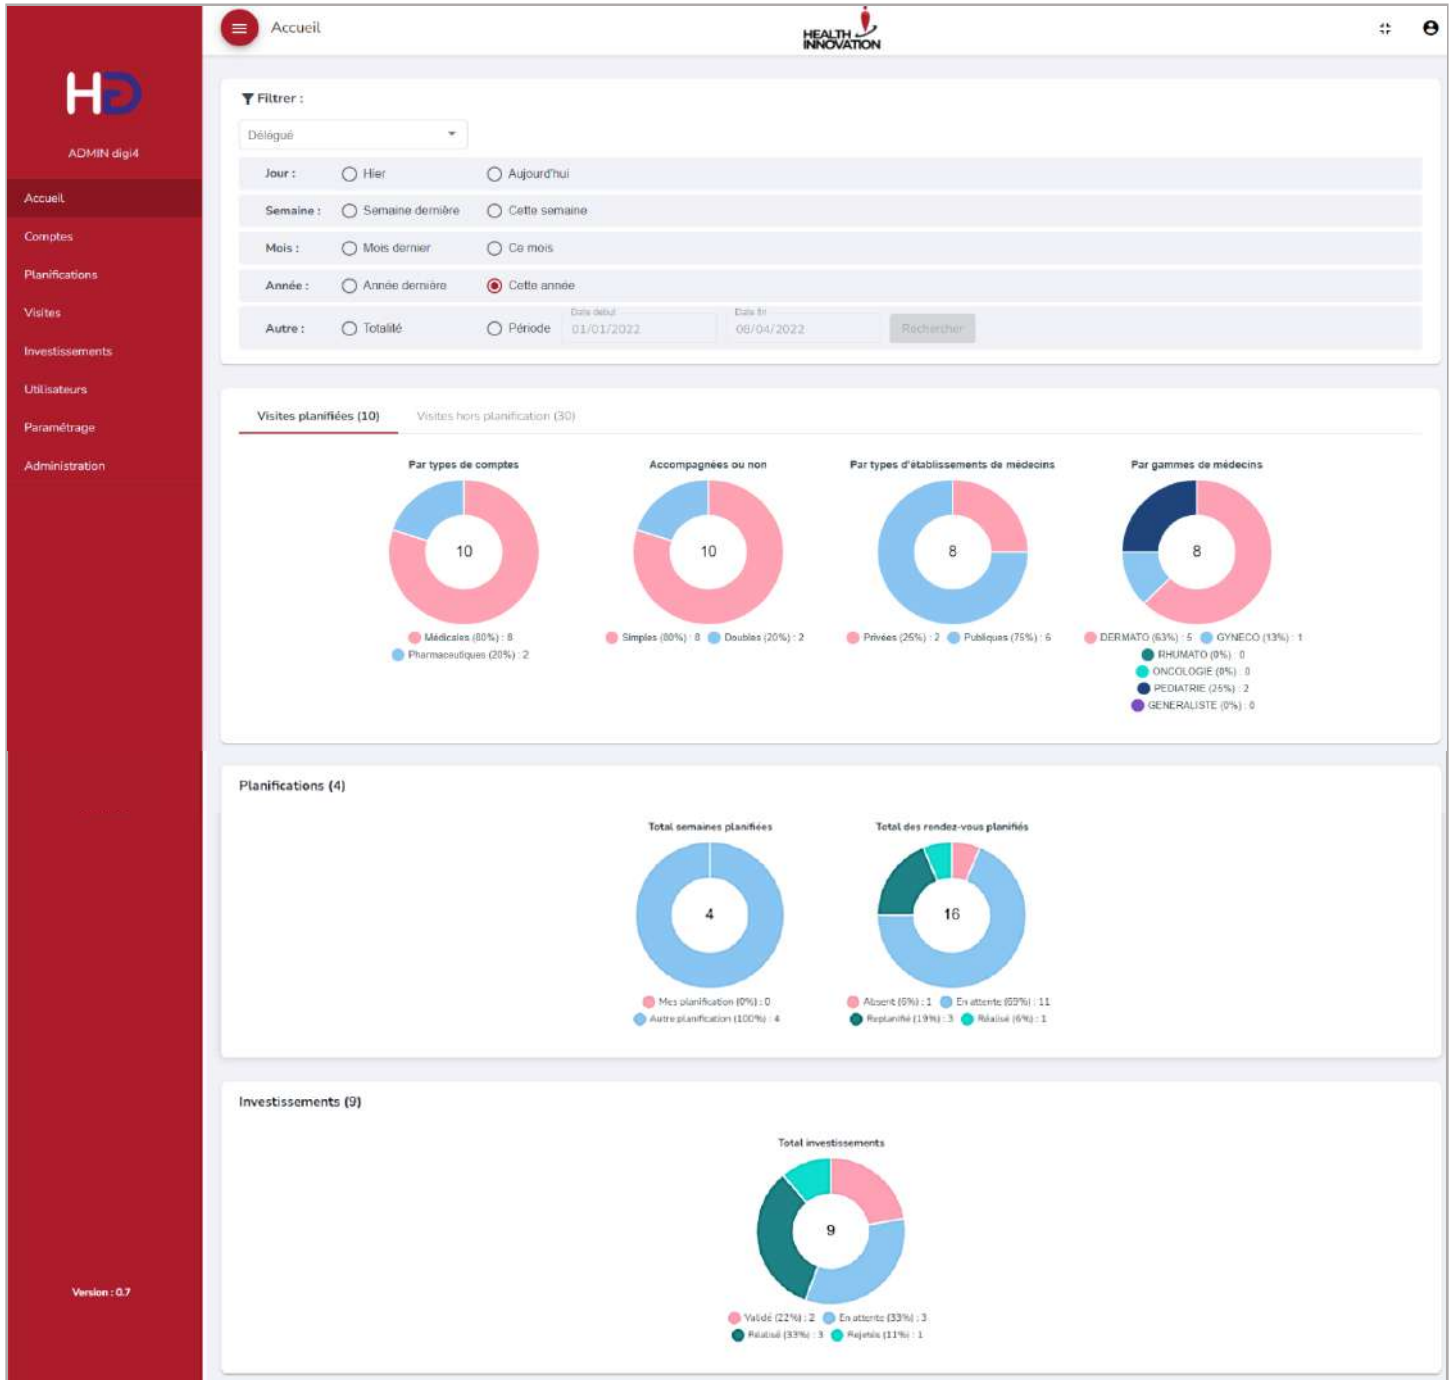 Accueil
HEALTH
INNOVATION
HD
ADMIN digi4
Accueil
Comptes
Planifications
Visites
Investissements
Utilisateurs
Paramétrage
Administration
Version : 0.7
Filtrer :
Délégué
Jour : Hier Aujourd'hui
Semaine : Semaine dernière Cette semaine
Mois : Mois dernier Ce mois
Année : Année dernière Cette année
Autre : Totalité Période Date début 01/01/2022 Date fin 08/04/2022 Rechercher
Visites planifiées (10) Visites hors planification (30)
Par types de comptes
10
Médicales (80%) : 8
Pharmaceutiques (20%) : 2
Accompagnées ou non
10
Simples (80%) : 8 Doubles (20%) : 2
Par types d'établissements de médecins
8
Privées (25%) : 2 Publiques (75%) : 6
Par gammes de médecins
8
DERMATO (63%) : 5 GYNECO (13%) : 1
RHUMATO (0%) : 0
ONCOLOGIE (0%) : 0
PEDIATRIE (25%) : 2
GENERALISTE (0%) : 0
Planifications (4)
Total semaines planifiées
4
Mes planification (0%) : 0
Autre planification (100%) : 4
Total des rendez-vous planifiés
16
Absent (6%) : 1 En attente (69%) : 11
Replanifié (19%) : 3 Réalisé (6%) : 1
Investissements (9)
Total investissements
9
Validé (22%) : 2 En attente (33%) : 3
Réalisé (33%) : 3 Rejetés (11%) : 1